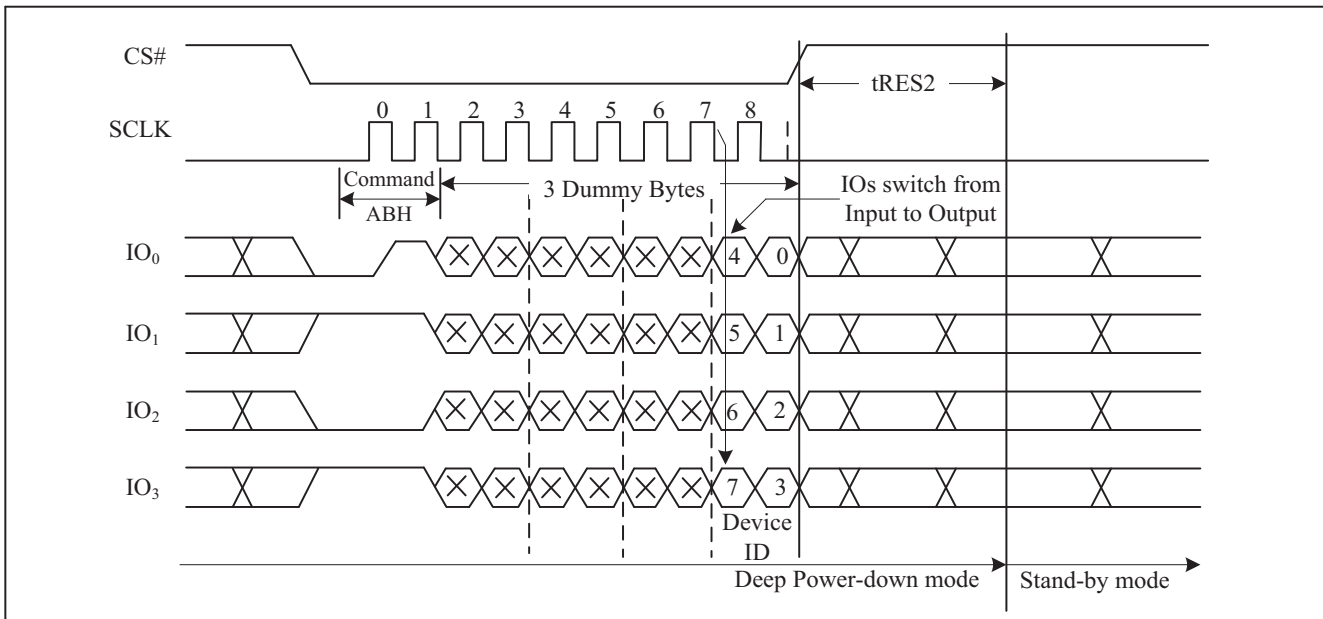 CS#
tRES2
0 1 2 3 4 5 6 7 8
SCLK
Command
ABH
3 Dummy Bytes
IOs switch from
Input to Output
IO0 4 0
IO1 5 1
IO2 6 2
IO3 7 3
Device
ID
Deep Power-down mode Stand-by mode